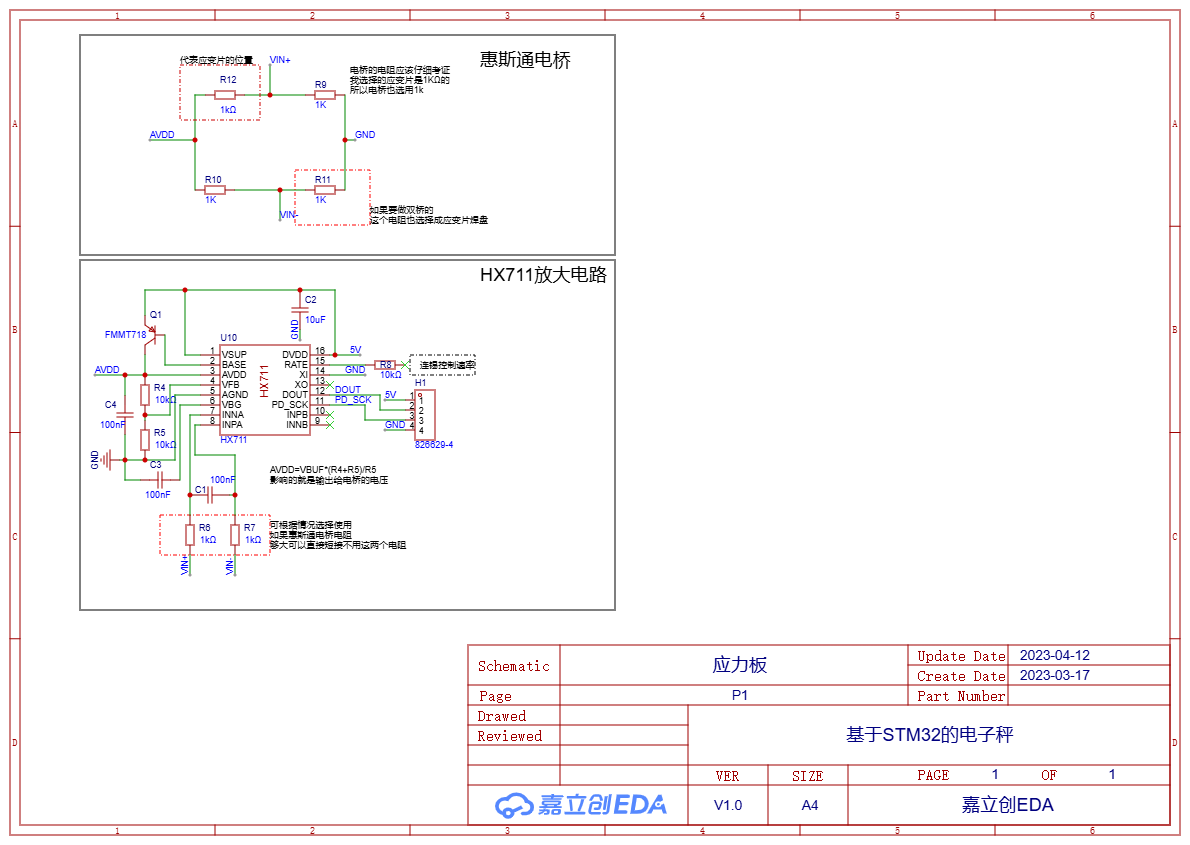 1 2 3 4 5 6
A A
B B
C C
D D
惠斯通电桥
代表应变片的位置
VIN+
R12
1kΩ
R9
1K
电桥的电阻应该仔细考证
我选择的应变片是1KΩ的
所以电桥也选用1k
AVDD
GND
R10
1K
R11
1K
VIN-
如果要做双桥的
这个电阻也选择成应变片焊盘
HX711放大电路
C2
10uF
GND
Q1
FMMT718
U10
5V
1 VSUP DVDD 16
2 BASE RATE 15
3 AVDD XI 14
4 VFB XO 13
5 AGND DOUT 12
6 VBG PD_SCK 11
7 INNA INPB 10
8 INPA INNB 9
HX711
HX711
R8
10kΩ
连接控制速率
GND
DOUT
PD_SCK
H1
5V
GND
1 1
2 2
3 3
4 4
826629-4
AVDD
R4
10kΩ
C4
100nF
R5
10kΩ
GND
C3
100nF
100nF
C1
AVDD=VBUF*(R4+R5)/R5
影响的就是输出给电桥的电压
R6
1kΩ
R7
1kΩ
可根据情况选择使用
如果惠斯通电桥电阻
够大可以直接短接不用这两个电阻
VIN+
VIN-
Schematic 应力板 Update Date 2023-04-12
Create Date 2023-03-17
Page P1 Part Number
Drawed
Reviewed
基于STM32的电子秤
VER SIZE PAGE 1 OF 1
嘉立创EDA V1.0 A4 嘉立创EDA
1 2 3 4 5 6